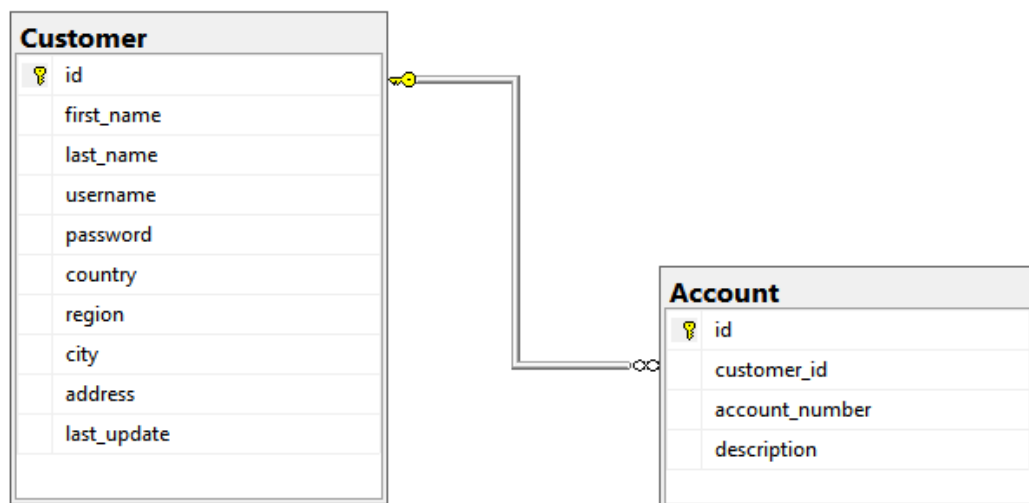 Customer
id
first_name
last_name
username
password
country
region
city
address
last_update
Account
id
customer_id
account_number
description